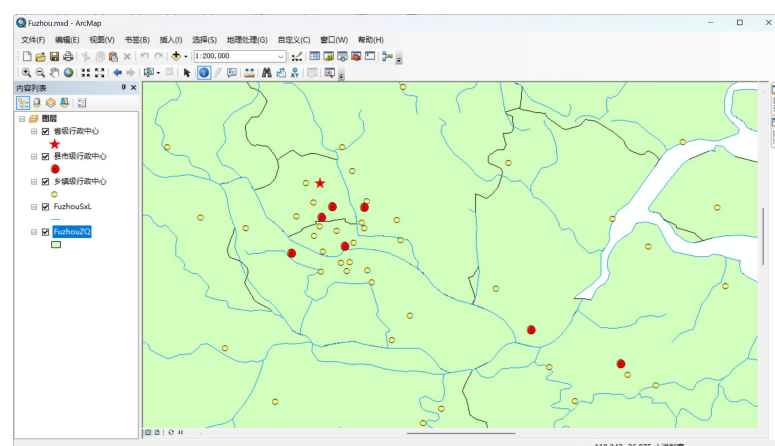 Fuzhou.mxd - ArcMap
文件(F) 编辑(E) 视图(V) 书签(B) 插入(I) 选择(S) 地理处理(G) 自定义(C) 窗口(W) 帮助(H)
1:200,000
内容列表
图层
省级行政中心
县市级行政中心
乡镇级行政中心
FuzhouSxL
FuzhouZQ